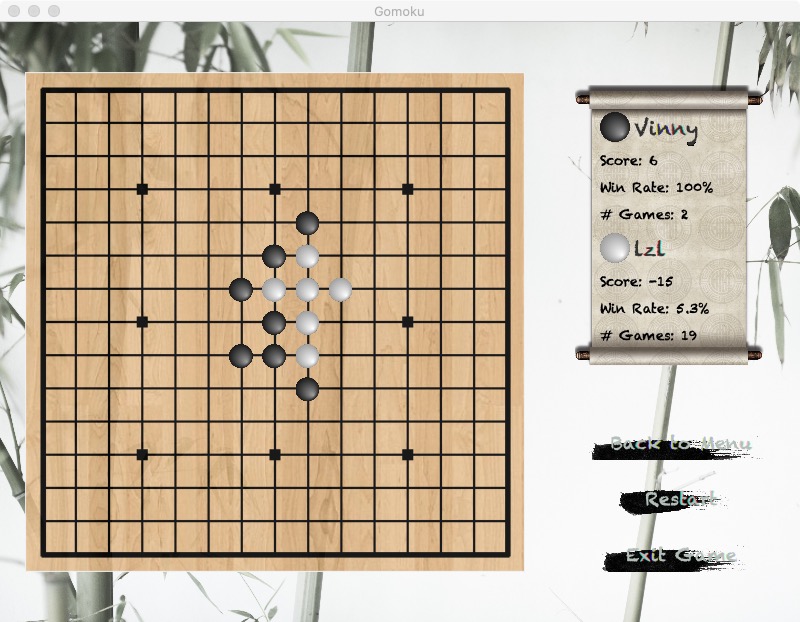 Gomoku
Vinny
Score: 6
Win Rate: 100%
# Games: 2
lzl
Score: -15
Win Rate: 5.3%
# Games: 19
Back to Menu
Restart
Exit Game